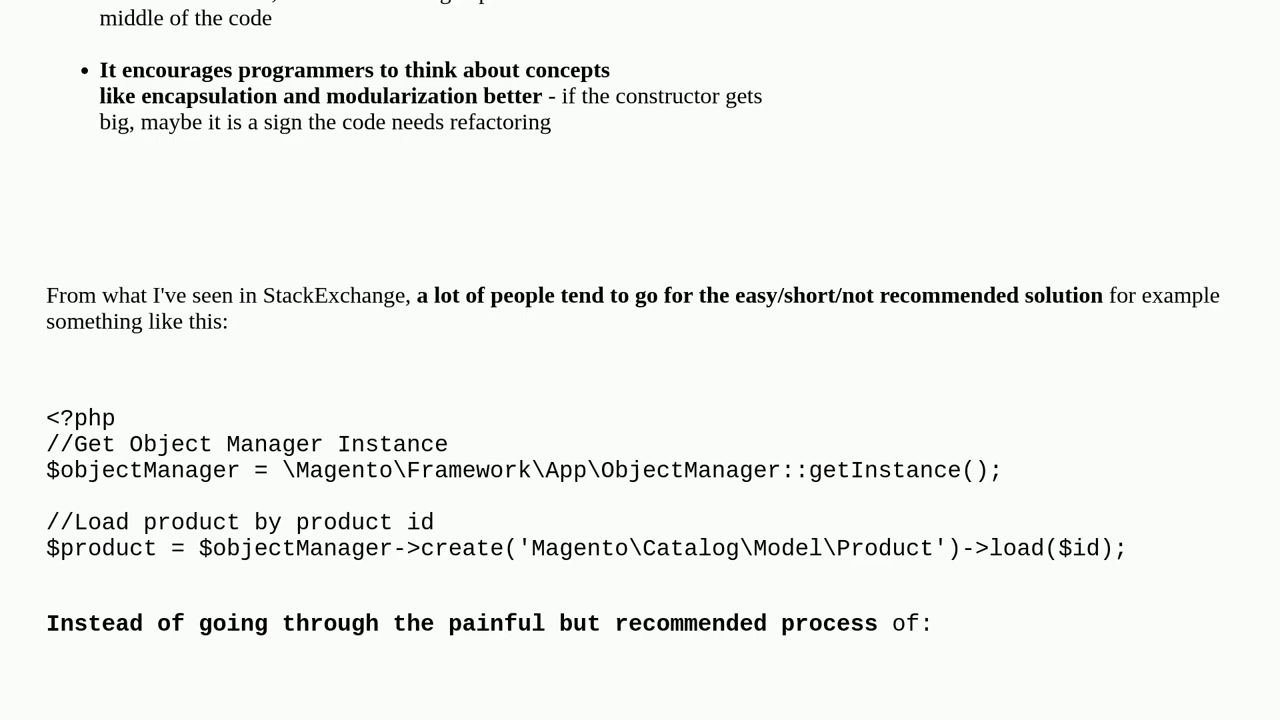 middle of the code
• It encourages programmers to think about concepts
like encapsulation and modularization better - if the constructor gets
big, maybe it is a sign the code needs refactoring
From what I've seen in StackExchange, a lot of people tend to go for the easy/short/not recommended solution for example
something like this:
<?php
//Get Object Manager Instance
$objectManager = \Magento\Framework\App\ObjectManager::getInstance();
//Load product by product id
$product = $objectManager->create('Magento\Catalog\Model\Product')->load($id);
Instead of going through the painful but recommended process of: